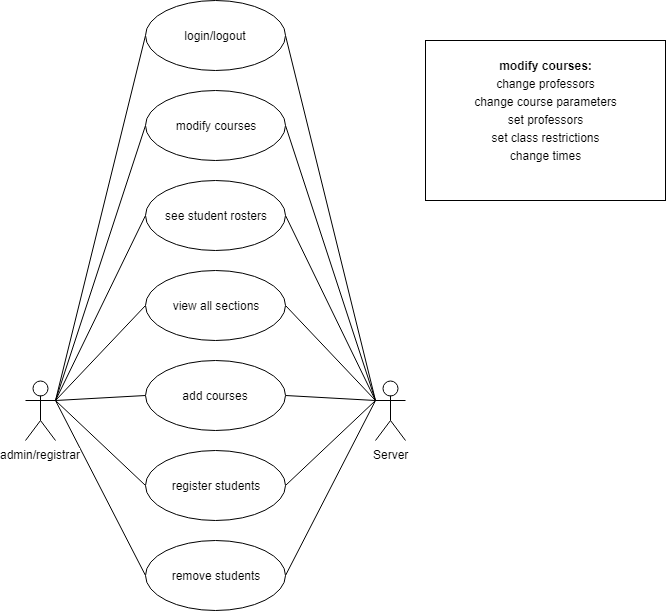 login/logout
modify courses
see student rosters
view all sections
add courses
register students
remove students
admin/registrar
Server
modify courses:
change professors
change course parameters
set professors
set class restrictions
change times